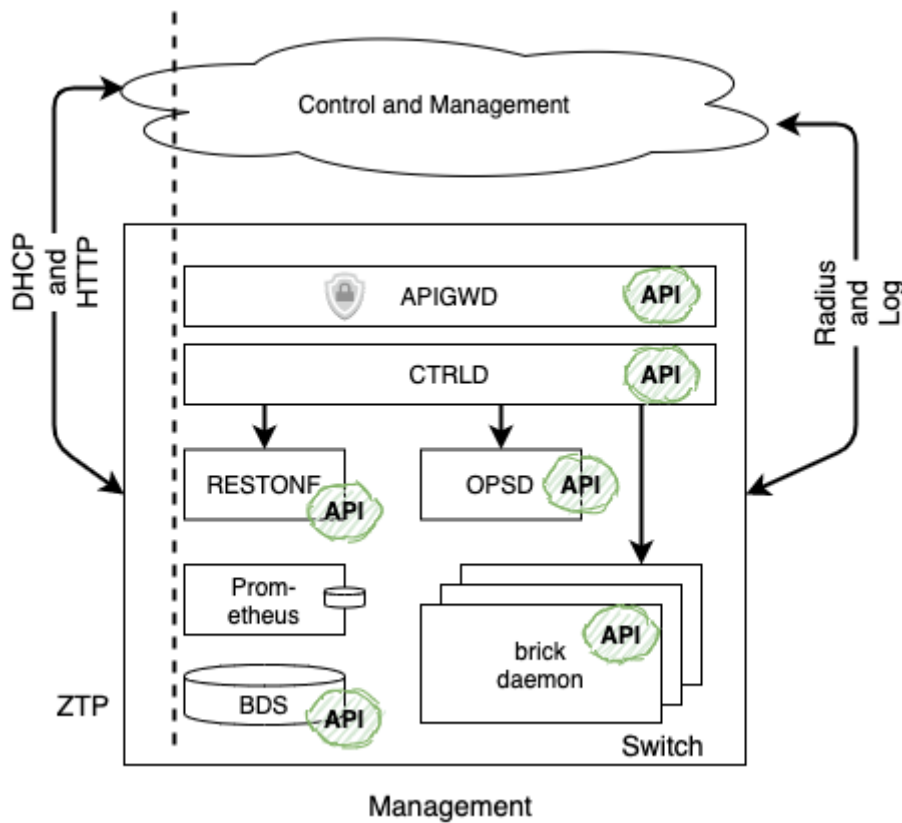 Control and Management
DHCP
and
HTTP
Radius
and
Log
APIGWD
API
CTRLD
API
RESTONF
API
OPSD
API
Prom-
etheus
brick
daemon
API
BDS
API
ZTP
Switch
Management